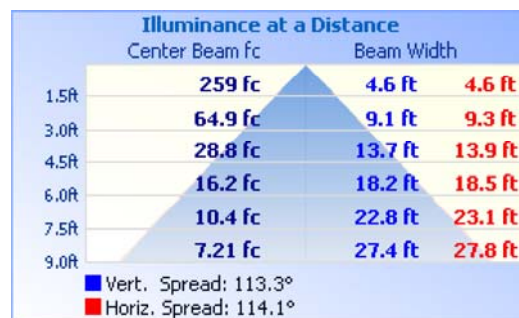 Illuminance at a Distance
Center Beam fc Beam Width
1.5ft 259 fc 4.6 ft 4.6 ft
3.0ft 64.9 fc 9.1 ft 9.3 ft
4.5ft 28.8 fc 13.7 ft 13.9 ft
6.0ft 16.2 fc 18.2 ft 18.5 ft
7.5ft 10.4 fc 22.8 ft 23.1 ft
9.0ft 7.21 fc 27.4 ft 27.8 ft
Vert. Spread: 113.3°
Horiz. Spread: 114.1°